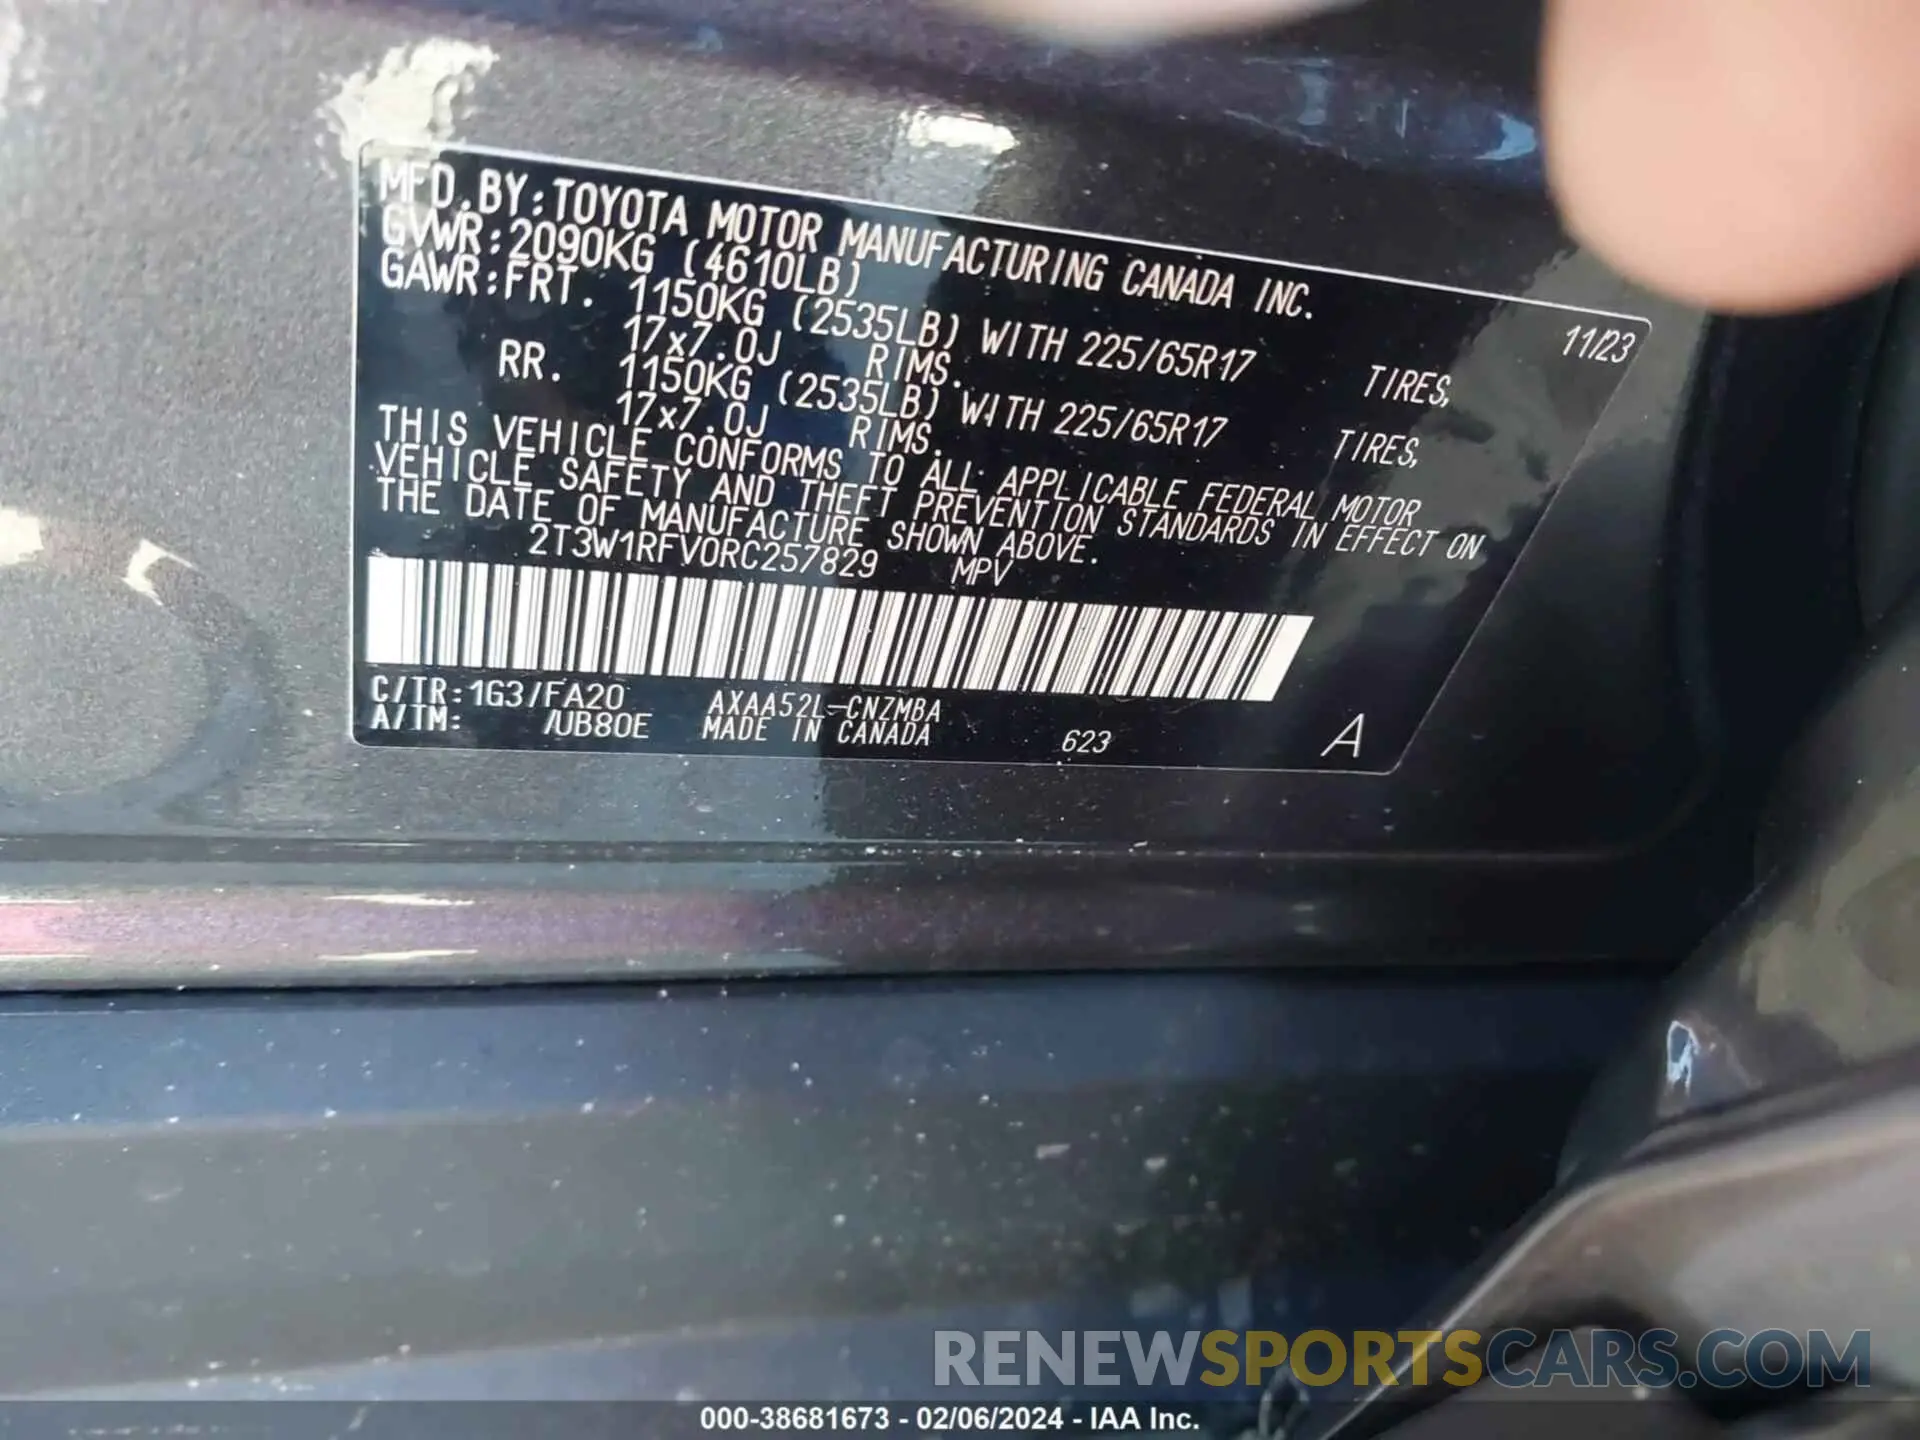 MFD.BY:TOYOTA MOTOR MANUFACTURING CANADA INC. 11/23
GVWR:2090KG (4610LB)
GAWR:FRT. 1150KG (2535LB) WITH 225/65R17 TIRES,
17x7.0J RIMS.
RR. 1150KG (2535LB) WITH 225/65R17 TIRES,
17x7.0J RIMS.
THIS VEHICLE CONFORMS TO ALL APPLICABLE FEDERAL MOTOR
VEHICLE SAFETY AND THEFT PREVENTION STANDARDS IN EFFECT ON
THE DATE OF MANUFACTURE SHOWN ABOVE.
2T3W1RFV0RC257829 MPV
C/TR:1G3/FA20 AXAA52L-CNZMBA
A/TM: /UB80E MADE IN CANADA 623 A
RENEWSPORTSCARS.COM
000-38681673 - 02/06/2024 - IAA Inc.